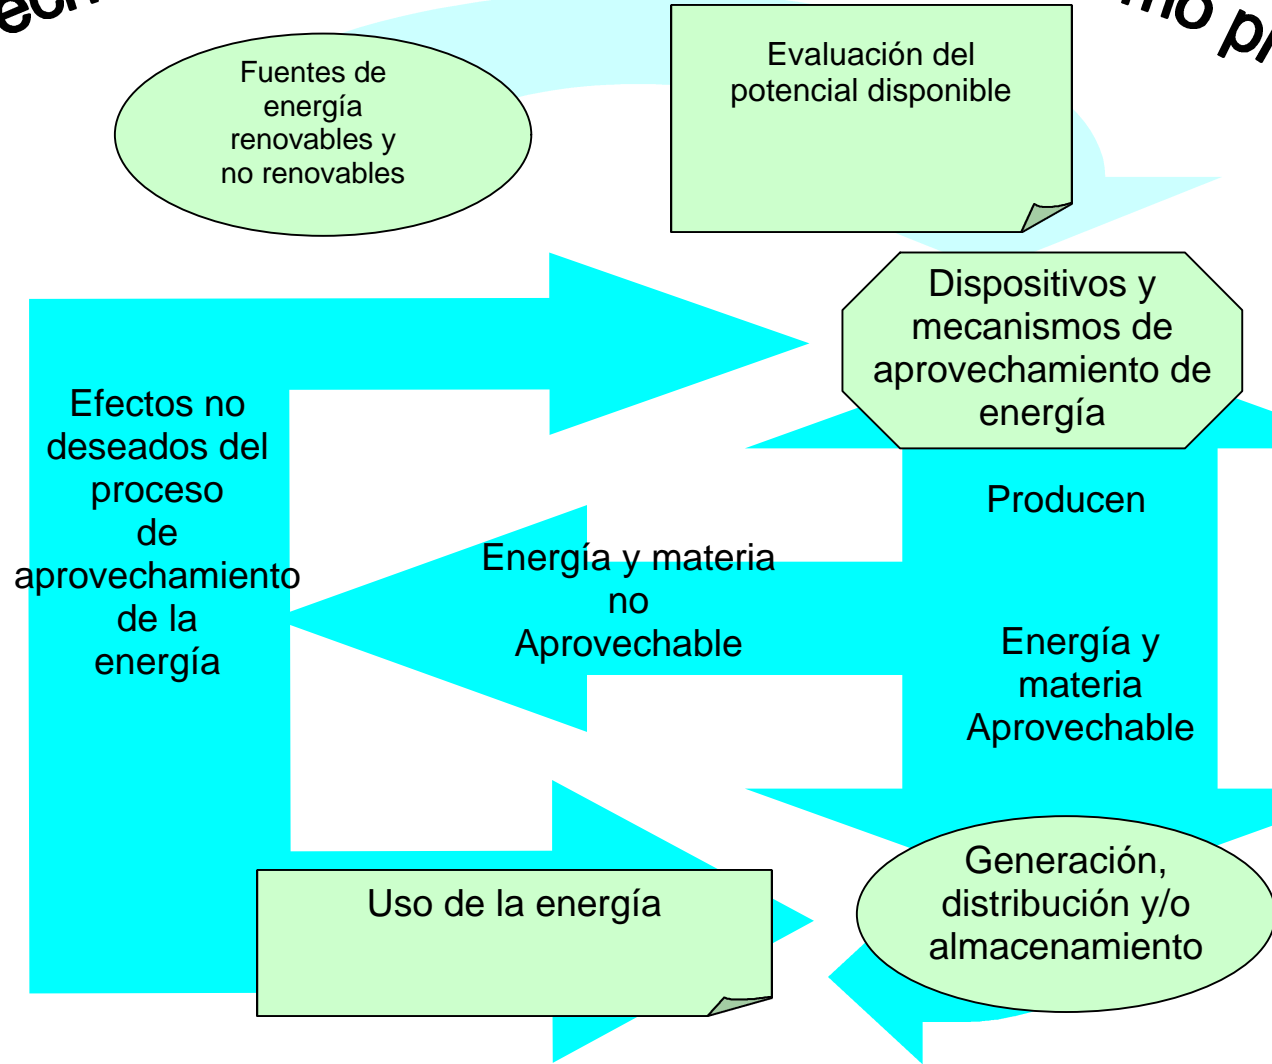 Fuentes de
energía
renovables y
no renovables
Evaluación del
potencial disponible
Dispositivos y
mecanismos de
aprovechamiento de
energía
Efectos no
deseados del
proceso
de
aprovechamiento
de la
energía
Producen
Energía y materia
no
Aprovechable
Energía y
materia
Aprovechable
Uso de la energía
Generación,
distribución y/o
almacenamiento